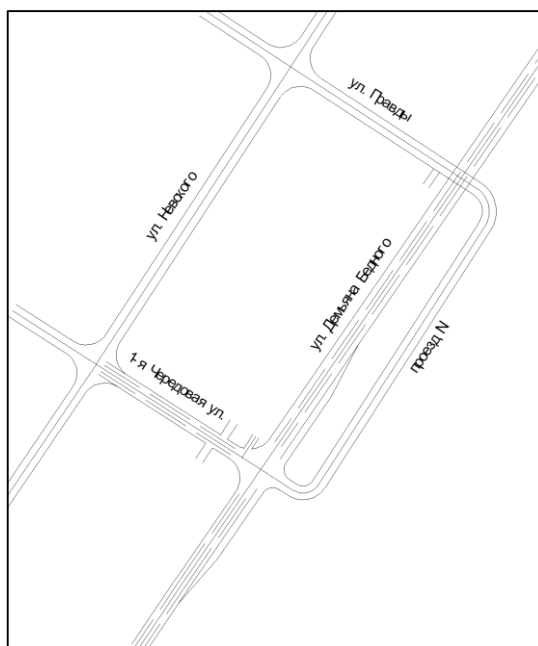 ул. Правды
ул. Невского
ул. Демьяна Бедного
проезд N
1-я Чередовая ул.